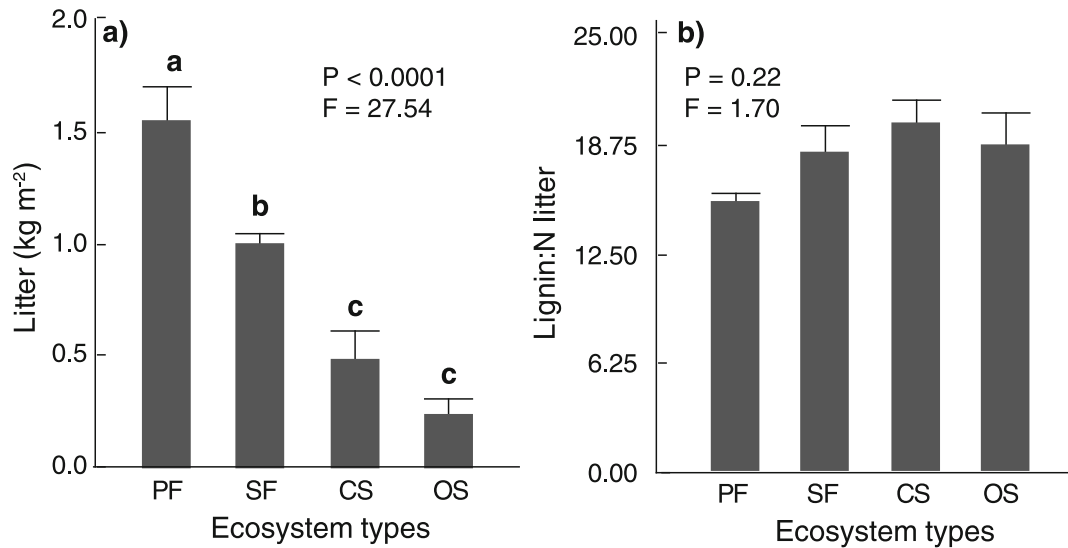 a)
2.0
1.5
1.0
0.5
0.0
Litter (kg m⁻²)
a
b
c
c
P < 0.0001
F = 27.54
PF SF CS OS
Ecosystem types
b)
25.00
18.75
12.50
6.25
0.00
Lignin:N litter
P = 0.22
F = 1.70
PF SF CS OS
Ecosystem types